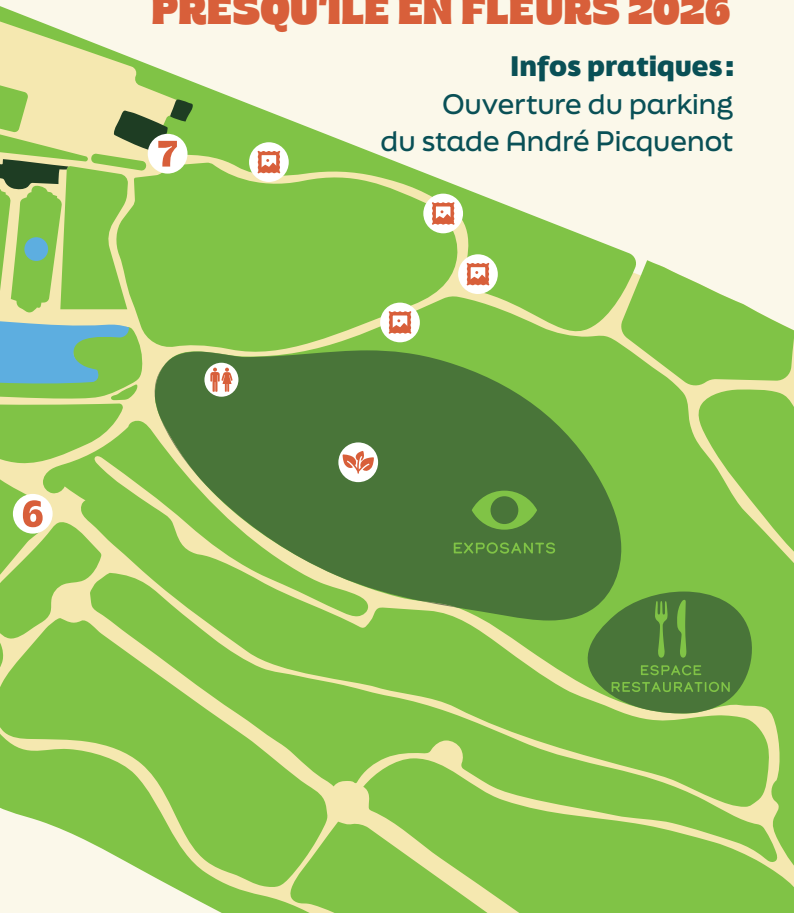 PRESQU'ÎLE EN FLEURS 2026
Infos pratiques:
Ouverture du parking
du stade André Picquenot
7
6
EXPOSANTS
ESPACE
RESTAURATION